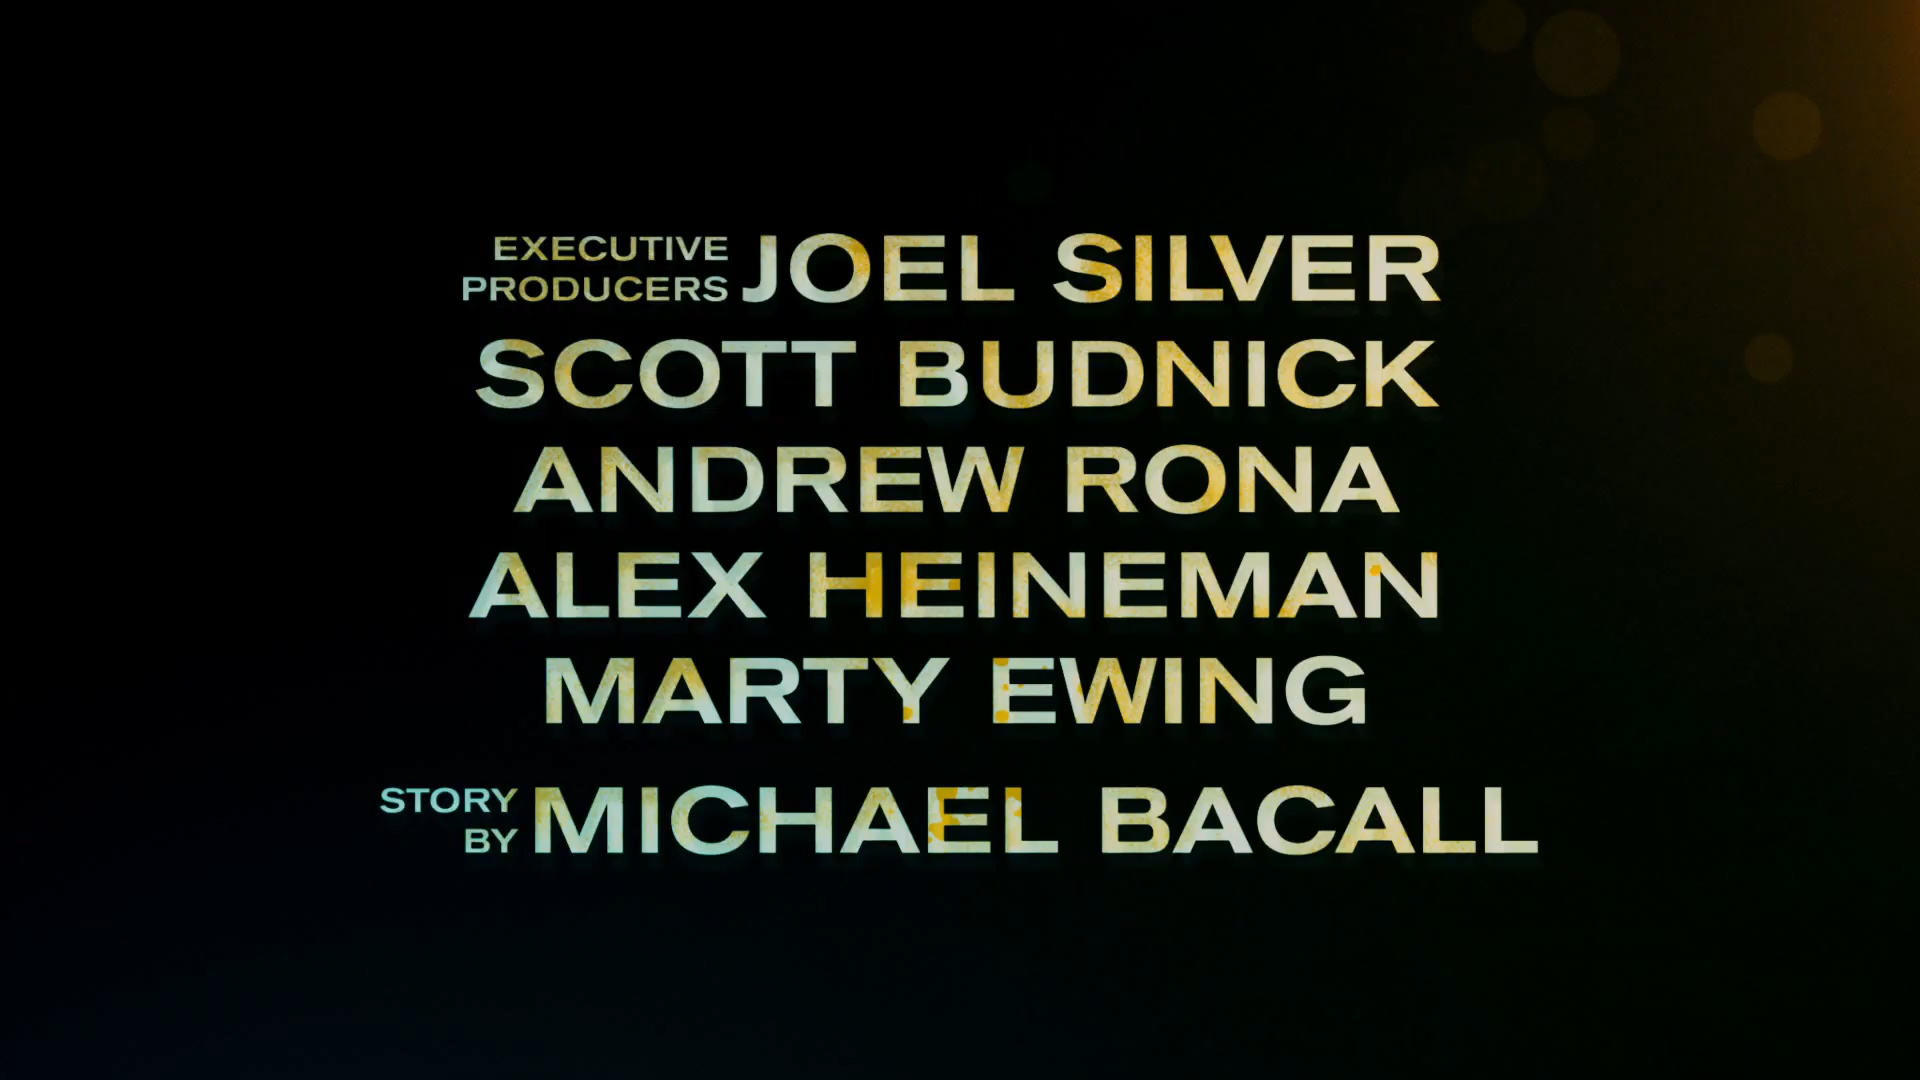 EXECUTIVE PRODUCERS JOEL SILVER
SCOTT BUDNICK
ANDREW RONA
ALEX HEINEMAN
MARTY EWING
STORY BY MICHAEL BACALL